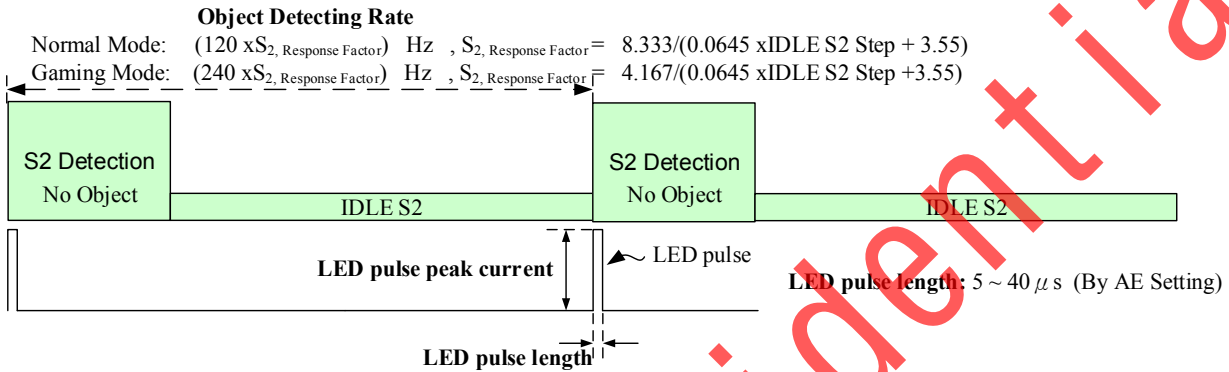 Object Detecting Rate
Normal Mode: (120 xS2, Response Factor) Hz , S2, Response Factor = 8.333/(0.0645 xIDLE S2 Step + 3.55)
Gaming Mode: (240 xS2, Response Factor) Hz , S2, Response Factor = 4.167/(0.0645 xIDLE S2 Step +3.55)
S2 Detection
No Object
IDLE S2
S2 Detection
No Object
IDLE S2
LED pulse peak current
LED pulse
LED pulse length: 5 ~ 40 μ s (By AE Setting)
LED pulse length